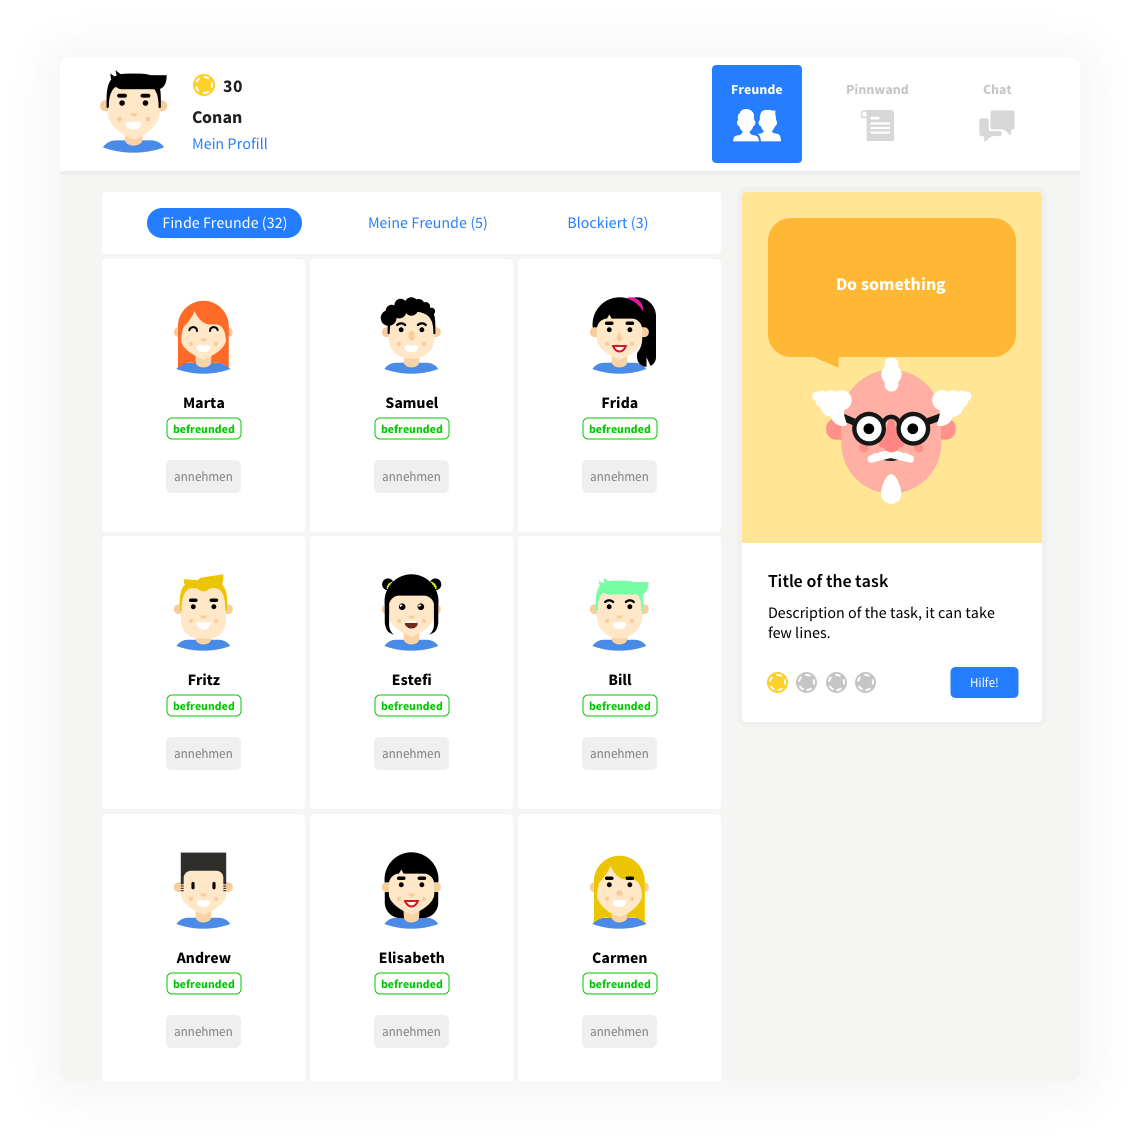 30
Conan
Mein Profill
Freunde
Pinnwand
Chat
Finde Freunde (32)
Meine Freunde (5)
Blockiert (3)
Do something
Marta
befreunded
annehmen
Samuel
befreunded
annehmen
Frida
befreunded
annehmen
Fritz
befreunded
annehmen
Estefi
befreunded
annehmen
Bill
befreunded
annehmen
Andrew
befreunded
annehmen
Elisabeth
befreunded
annehmen
Carmen
befreunded
annehmen
Title of the task
Description of the task, it can take
few lines.
Hilfe!